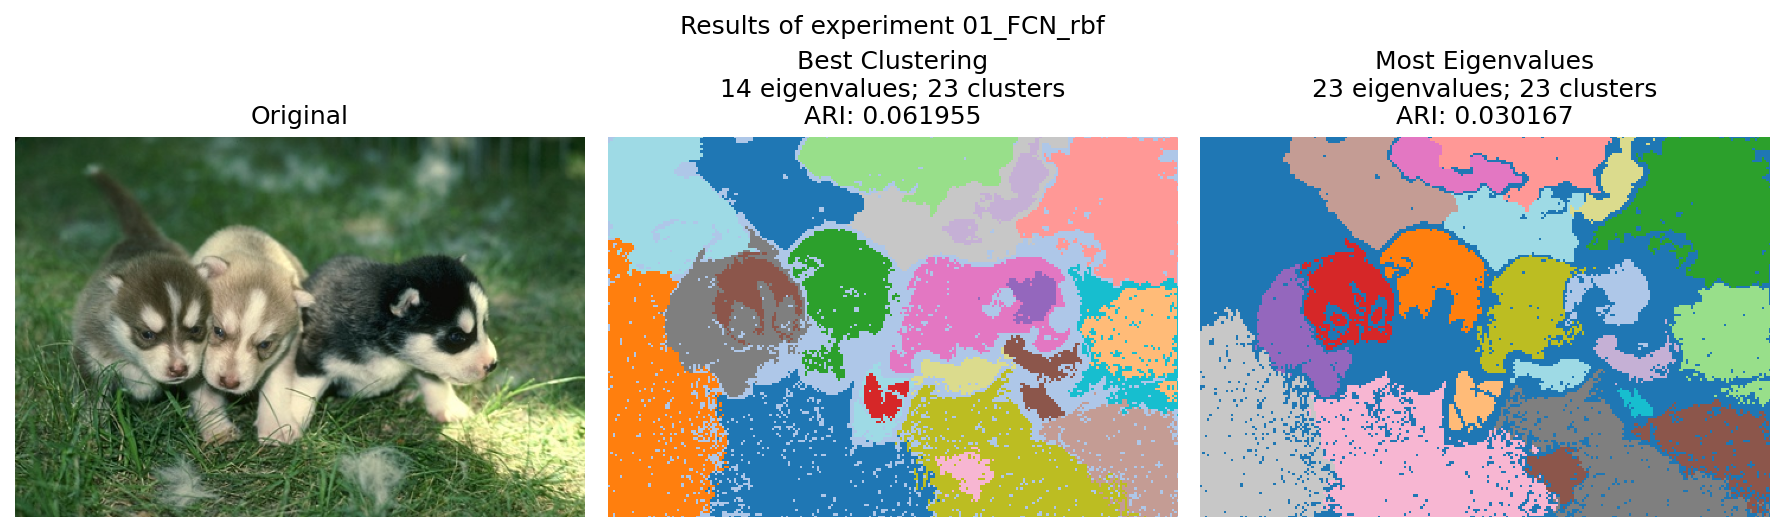 Results of experiment 01_FCN_rbf
Original
Best Clustering
14 eigenvalues; 23 clusters
ARI: 0.061955
Most Eigenvalues
23 eigenvalues; 23 clusters
ARI: 0.030167